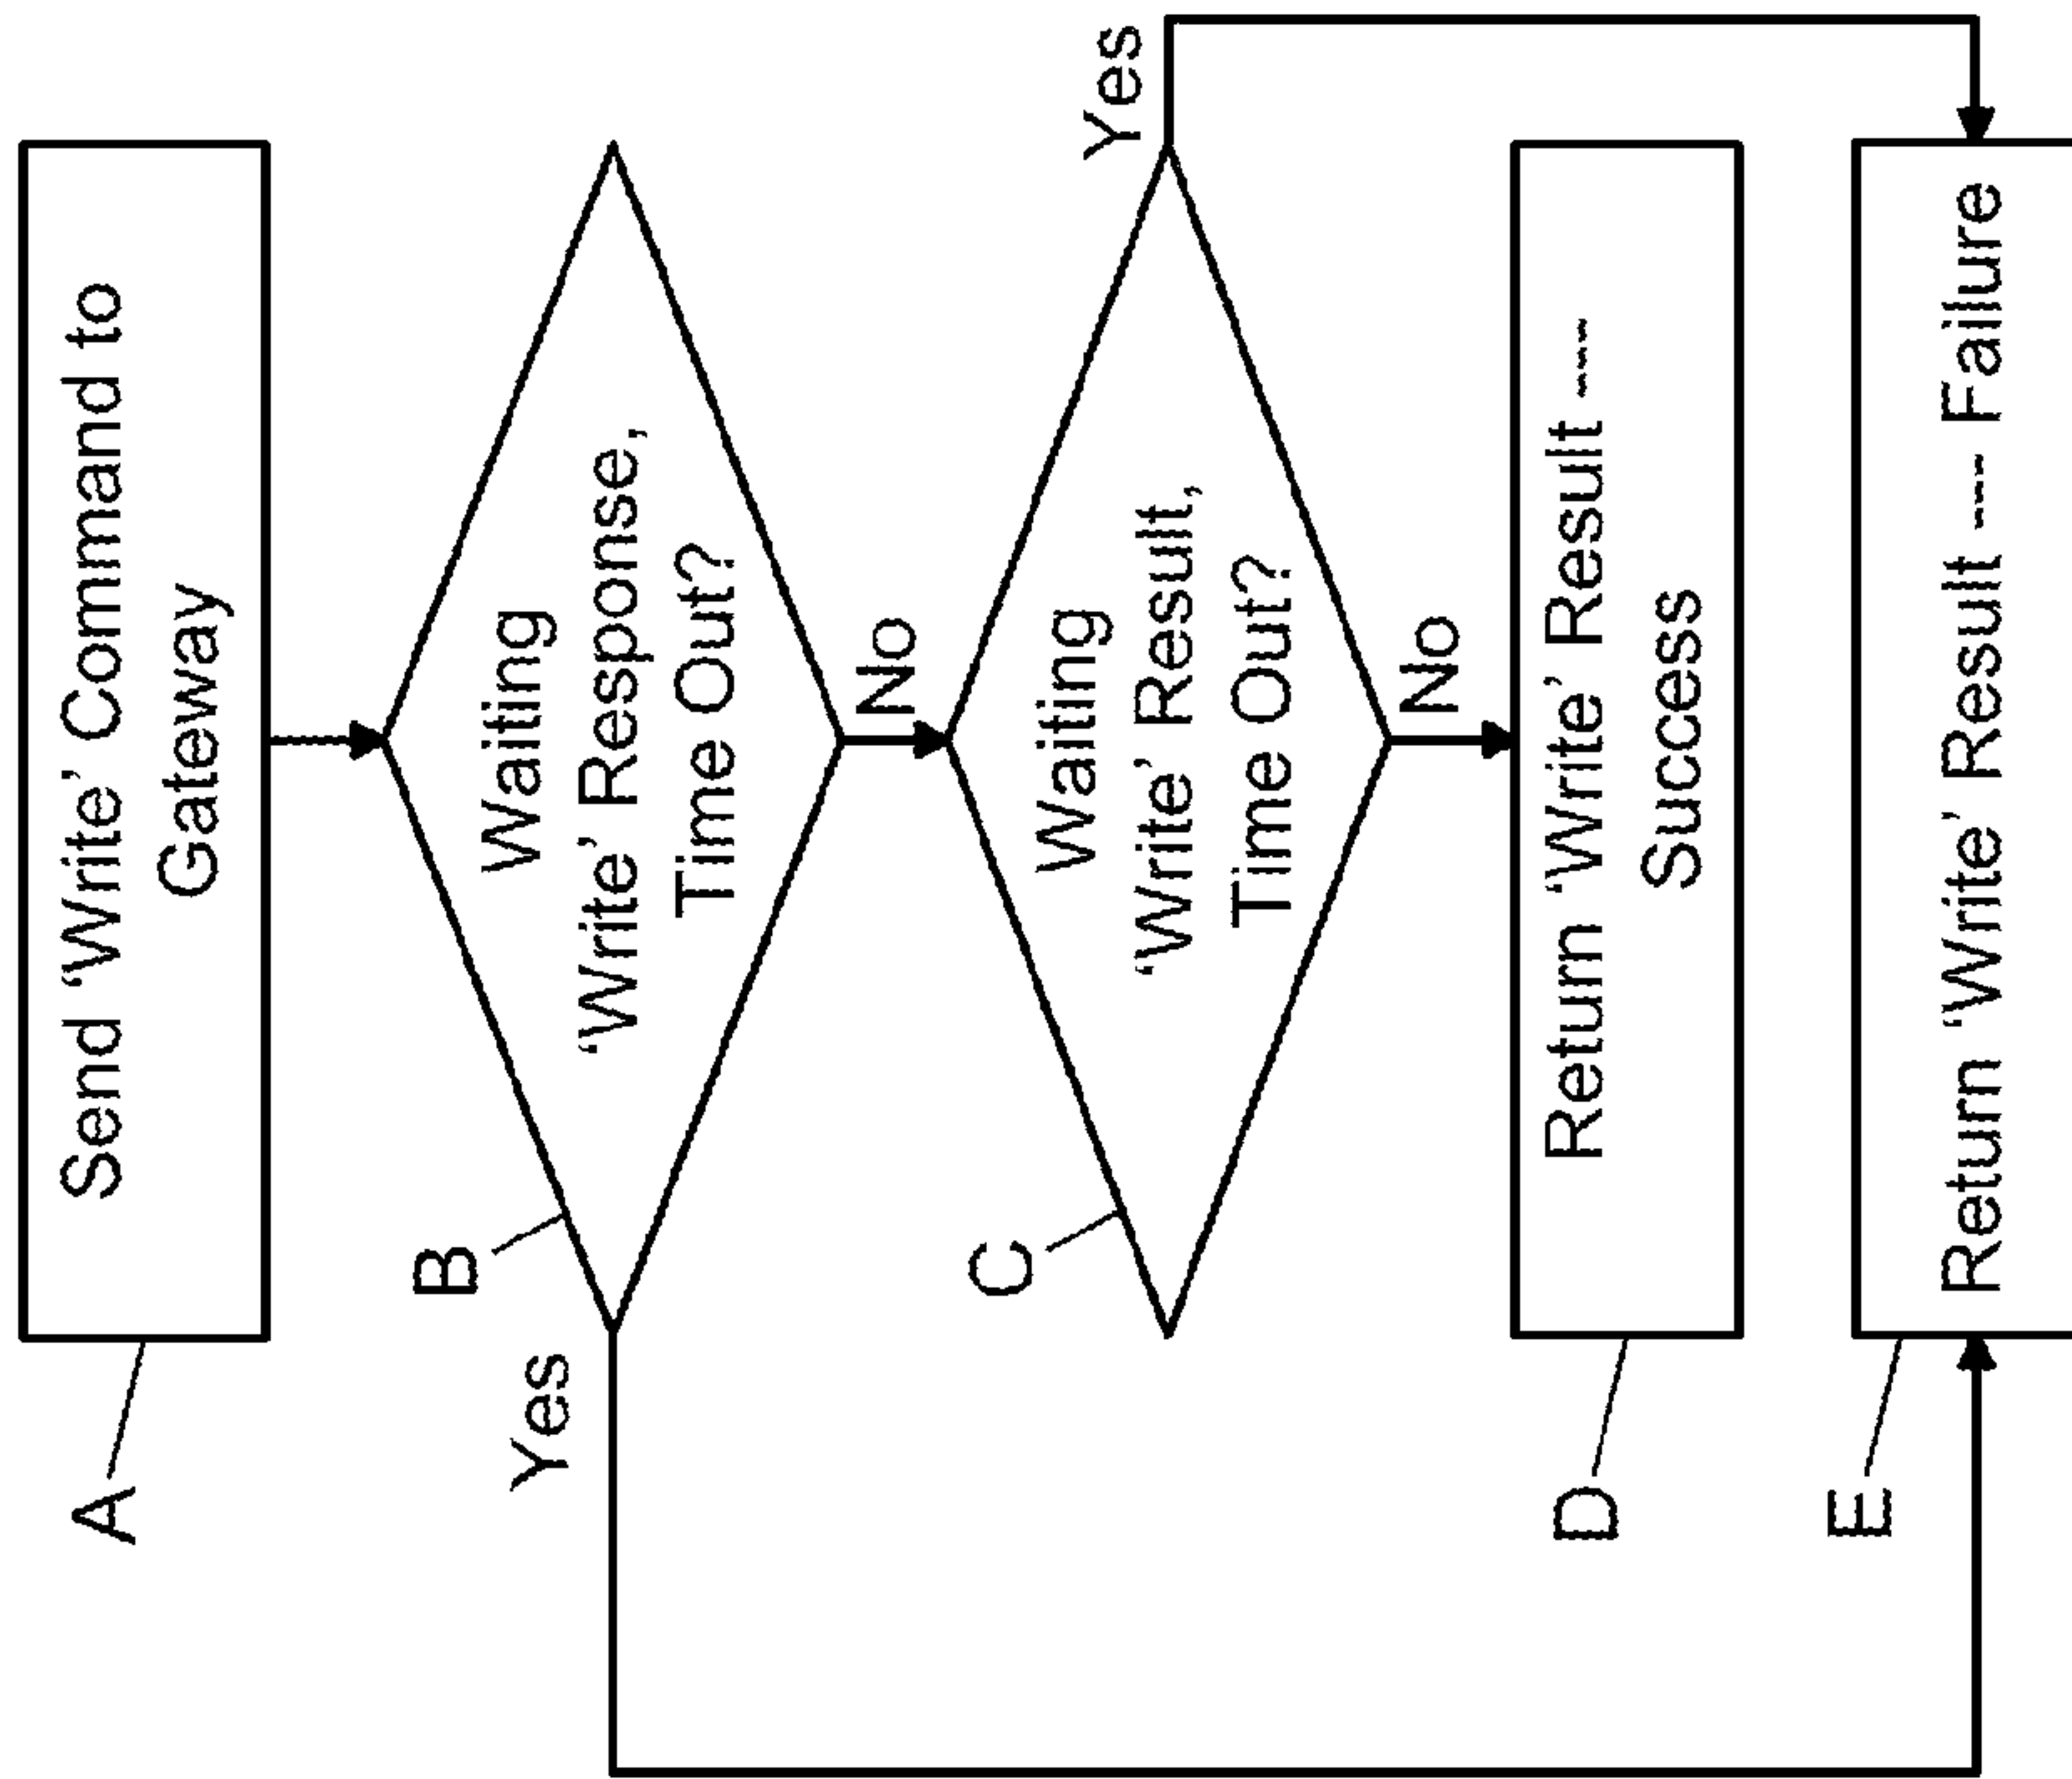 A
Send ‘Write’ Command to
Gateway
B
Waiting
‘Write’ Response,
Time Out?
Yes
No
C
Waiting
‘Write’ Result,
Time Out?
Yes
No
D
Return ‘Write’ Result ---
Success
E
Return ‘Write’ Result --- Failure